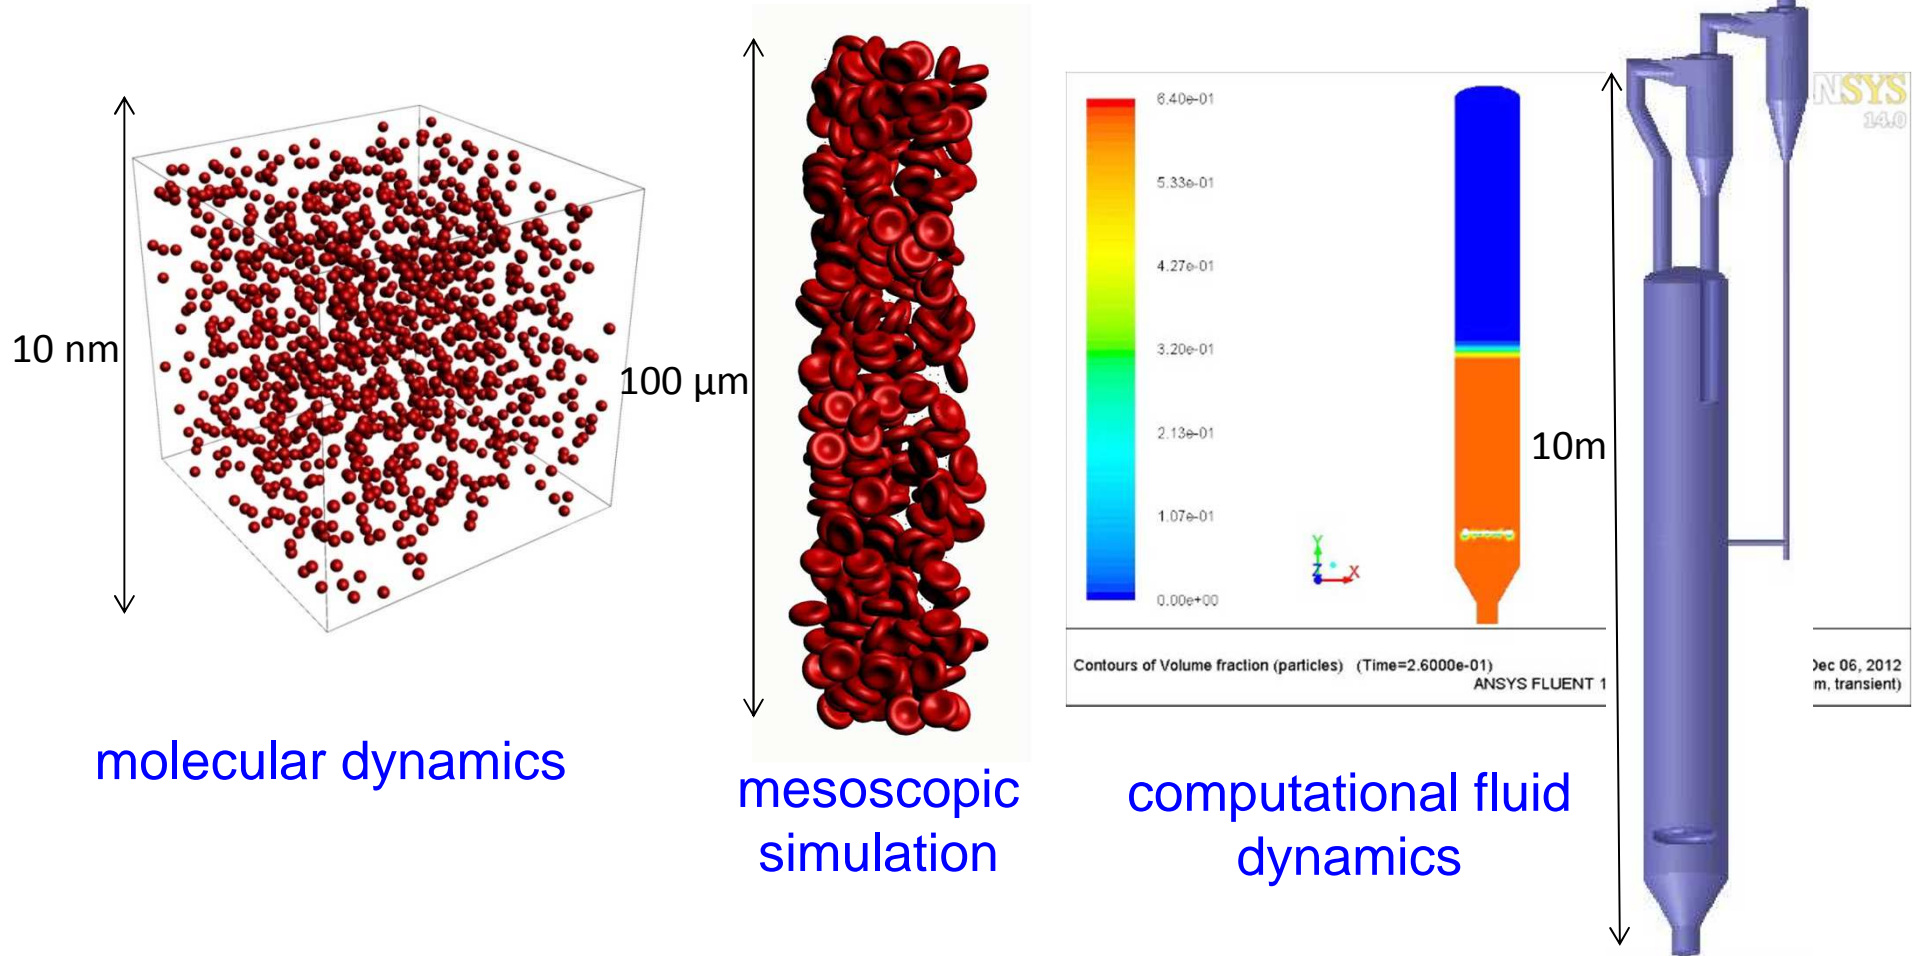 10 nm
molecular dynamics
100 µm
mesoscopic
simulation
6.40e-01
5.33e-01
4.27e-01
3.20e-01
2.13e-01
1.07e-01
0.00e+00
Y
Z
X
NSYS
14.0
10m
Contours of Volume fraction (particles) (Time=2.6000e-01)
Dec 06, 2012
ANSYS FLUENT 1
m, transient)
computational fluid
dynamics